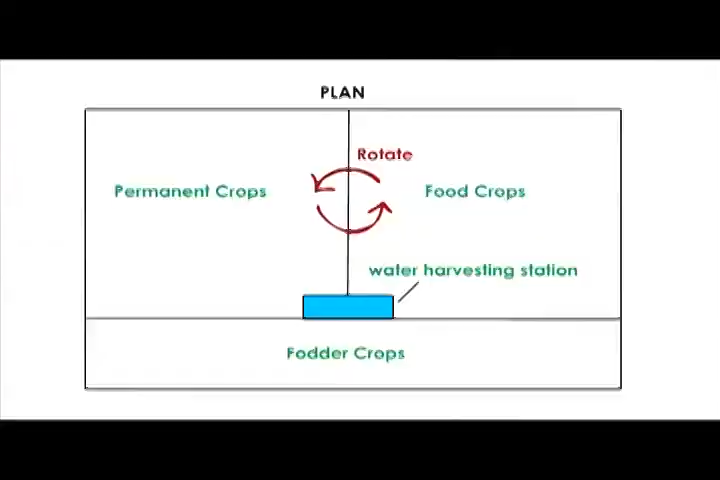 PLAN
Rotate
Permanent Crops
Food Crops
water harvesting station
Fodder Crops